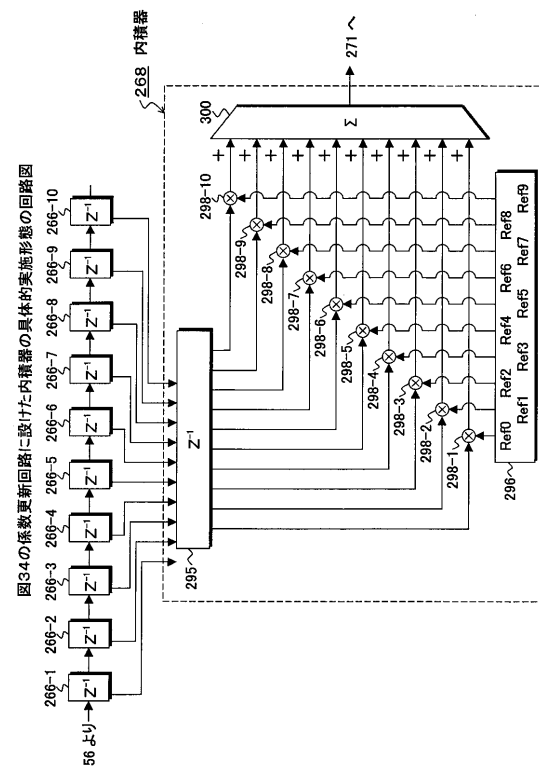 図34の係数更新回路に設けた内積器の具体的実施形態の回路図
56 より
266-1
266-2
266-3
266-4
266-5
266-6
266-7
266-8
266-9
266-10
Z⁻¹
Z⁻¹
Z⁻¹
Z⁻¹
Z⁻¹
Z⁻¹
Z⁻¹
Z⁻¹
Z⁻¹
Z⁻¹
268 内積器
295
Z⁻¹
298-1
298-2
298-3
298-4
298-5
298-6
298-7
298-8
298-9
298-10
300
Σ
+
+
+
+
+
+
+
+
+
+
271 へ
296
Ref0
Ref1
Ref2
Ref3
Ref4
Ref5
Ref6
Ref7
Ref8
Ref9